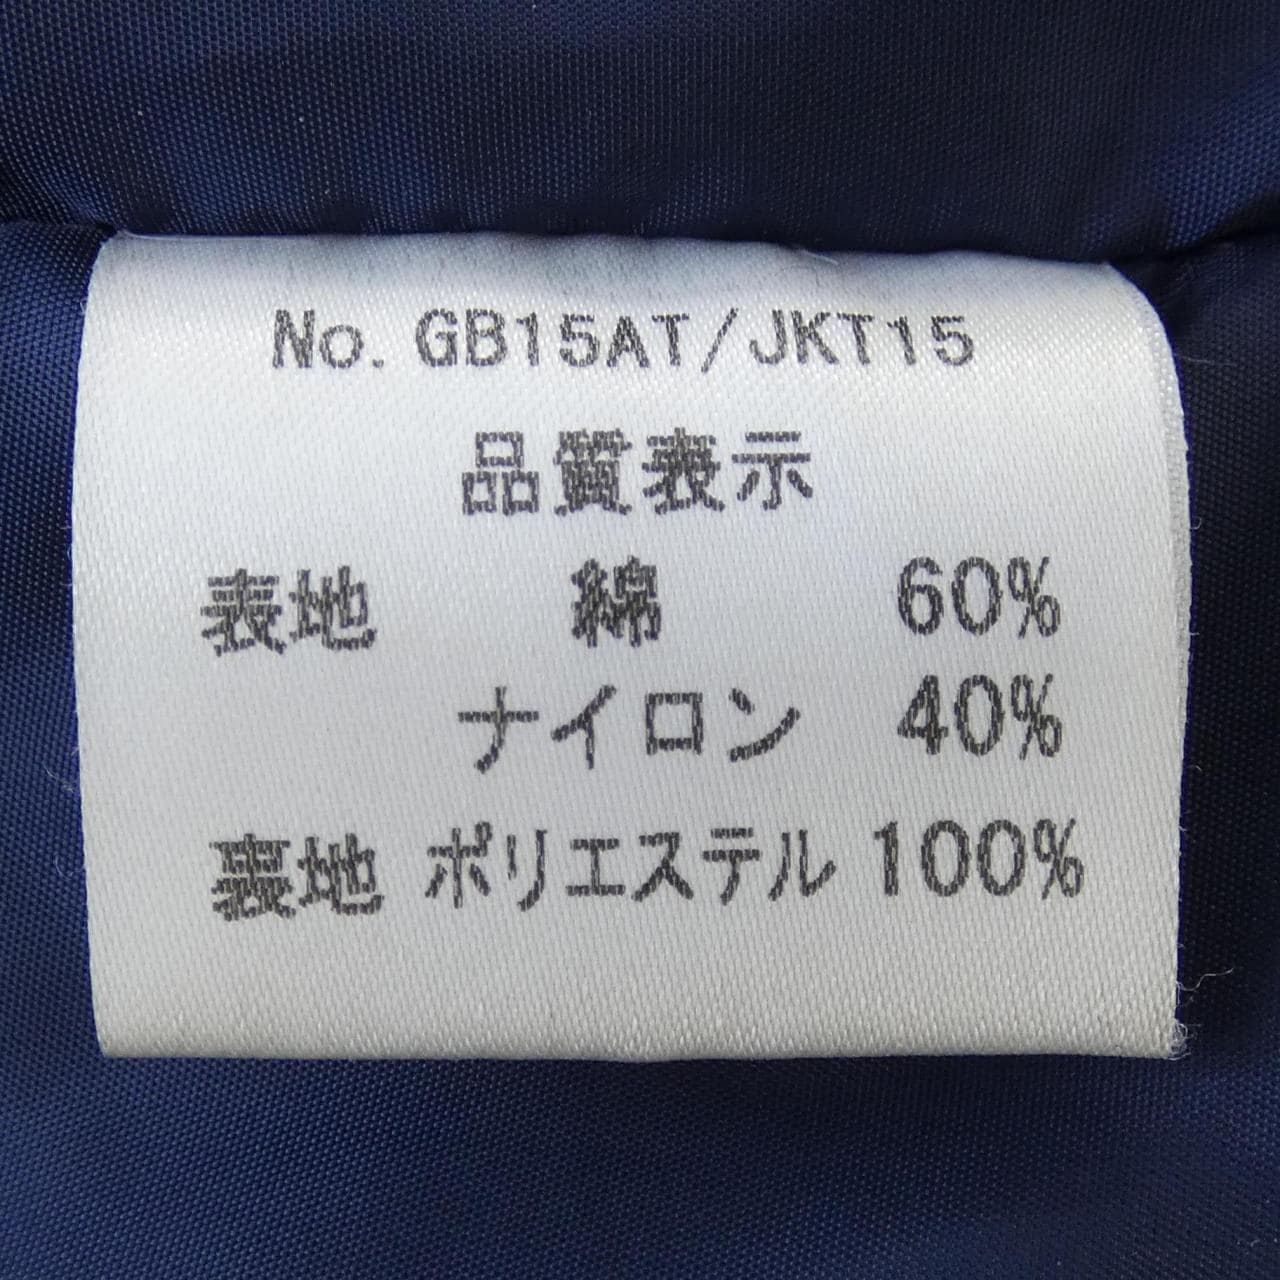 No. GB15AT/JKT15
品質表示
表地 綿 60%
ナイロン 40%
裏地 ポリエステル 100%